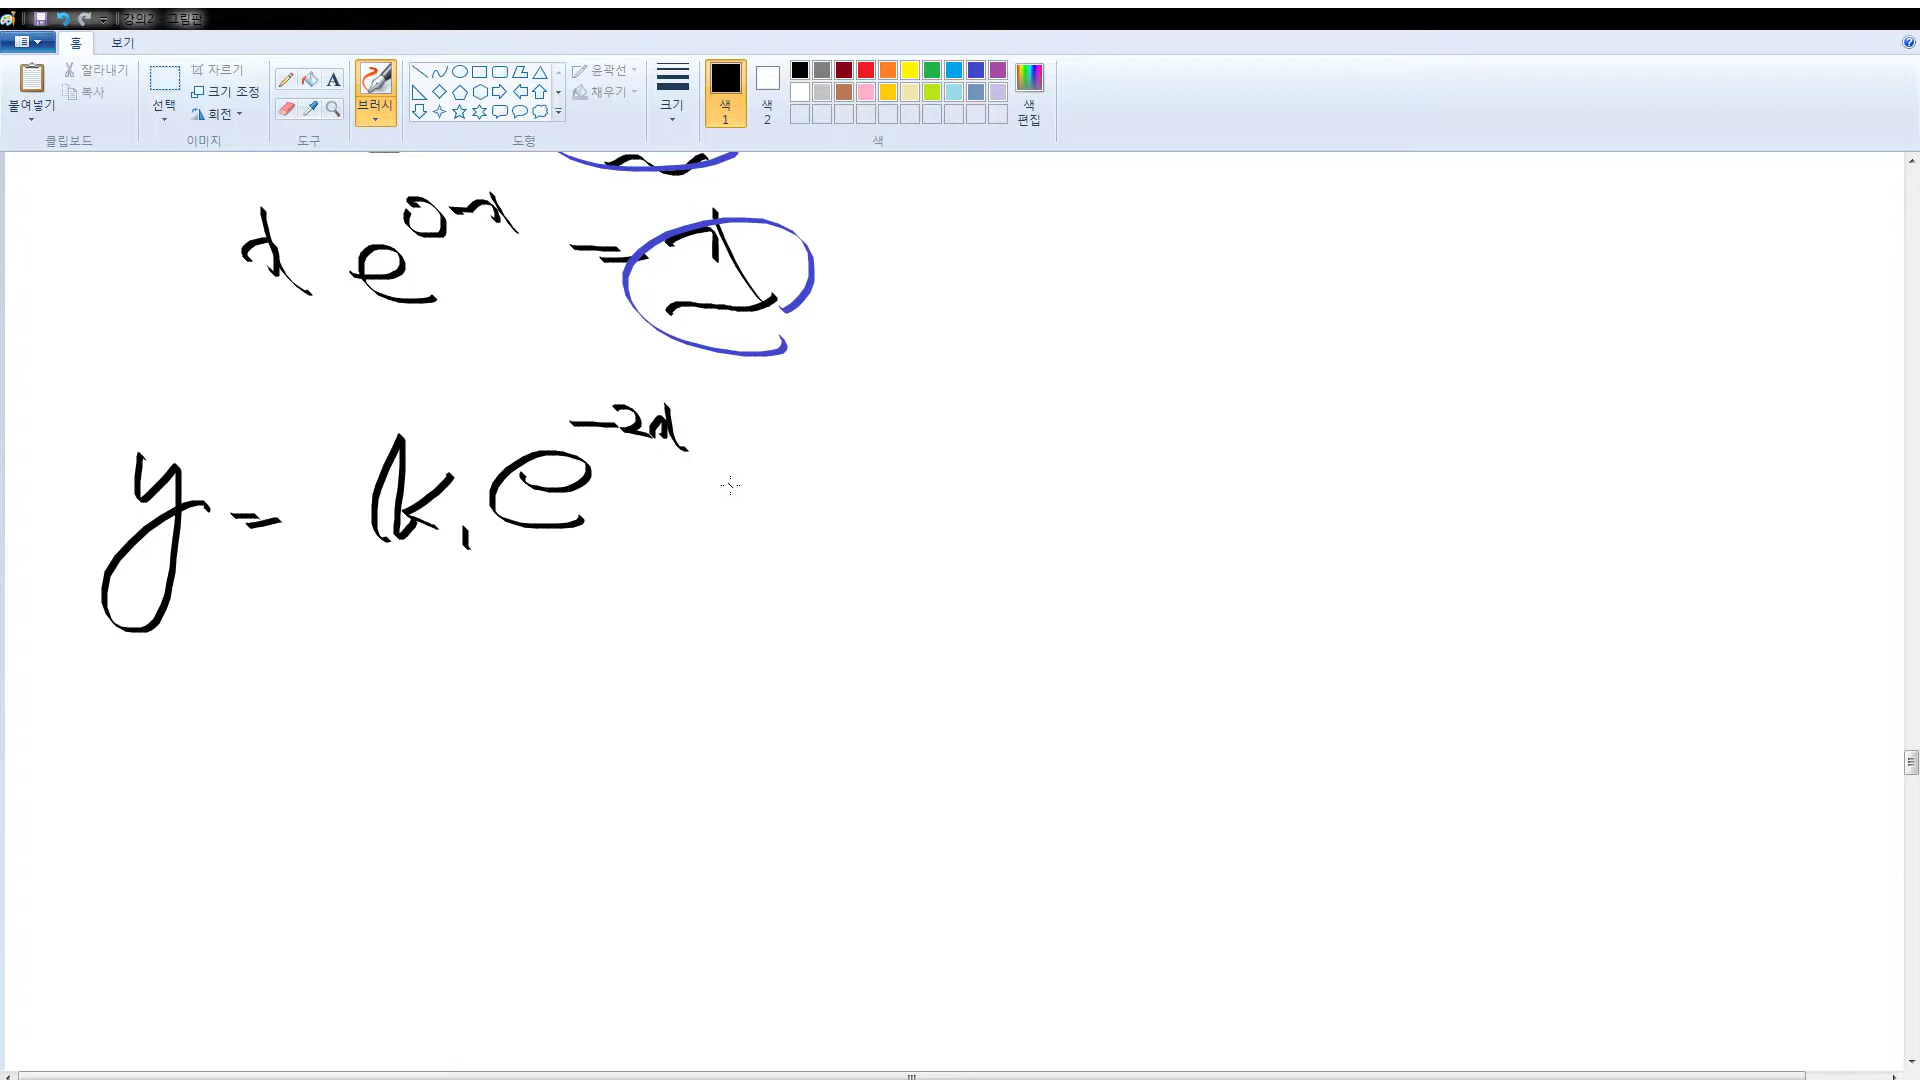 강의2 - 그림판
홈 보기
붙여넣기 잘라내기 복사 클립보드
선택 자르기 크기 조정 회전 이미지
A 도구
브러시
윤곽선 채우기 도형
크기
색 1
색 2
색 편집
색
x e^{0x} = x
y = k₁e^{-2x}